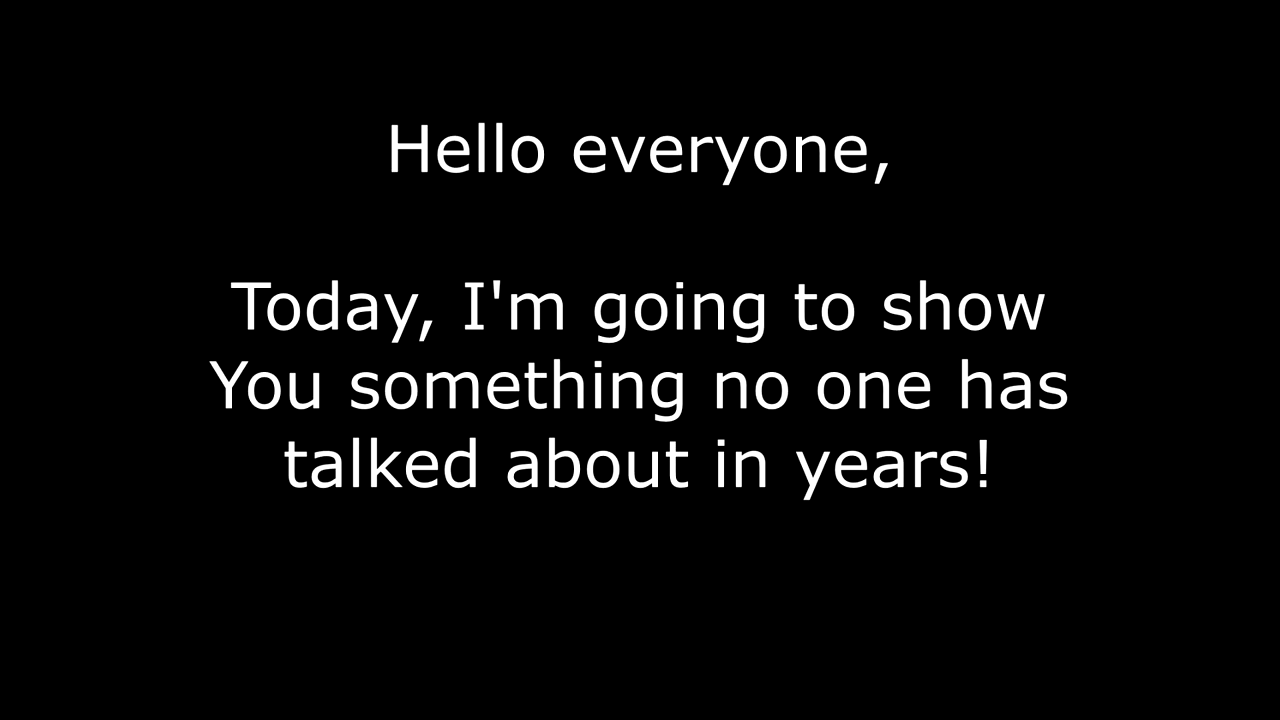 Hello everyone,
Today, I'm going to show
You something no one has
talked about in years!